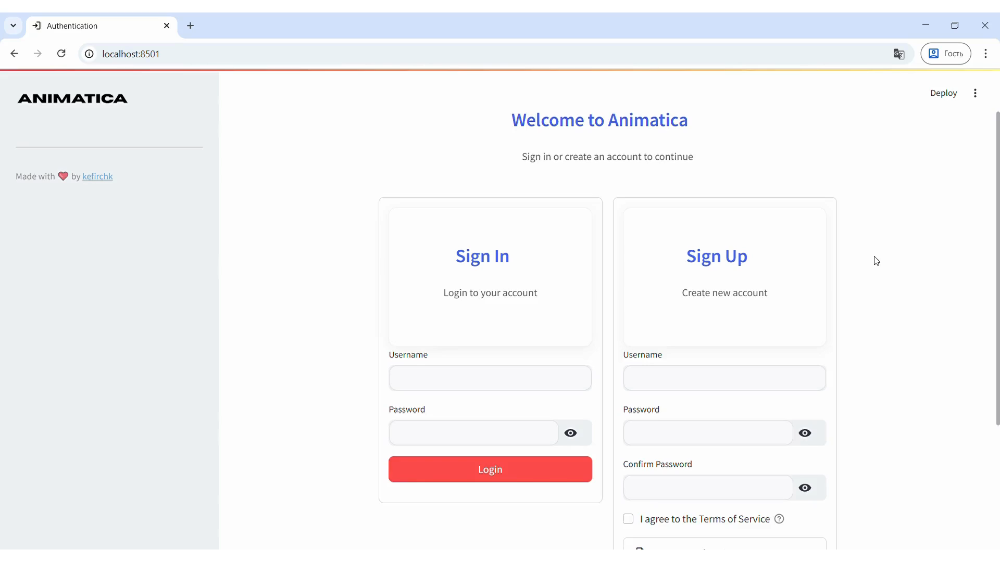 Authentication
localhost:8501
Гость
ANIMATICA
Made with ❤️ by kefirchk
Deploy
Welcome to Animatica
Sign in or create an account to continue
Sign In
Login to your account
Username
Password
Login
Sign Up
Create new account
Username
Password
Confirm Password
I agree to the Terms of Service